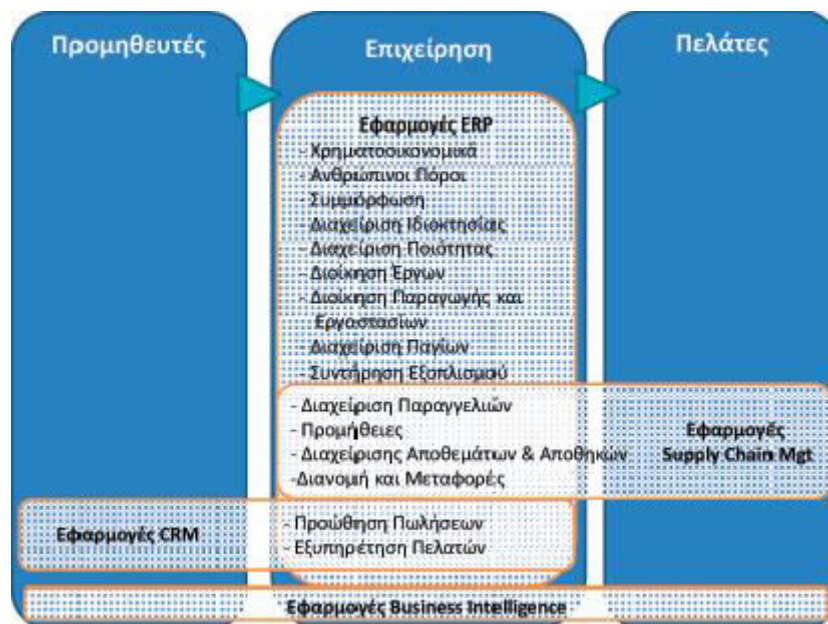 Προμηθευτές
Επιχείρηση
Πελάτες
Εφαρμογές ERP
- Χρηματοοικονομικά
- Ανθρώπινοι Πόροι
- Συμμόρφωση
- Διαχείριση Ιδιοκτησίας
- Διαχείριση Ποιότητας
- Διοίκηση Έργων
- Διοίκηση Παραγωγής και
Εργοστασίων
- Διαχείριση Παγίων
- Συντήρηση Εξοπλισμού
- Διαχείριση Παραγγελιών
- Προμήθειες
- Διαχείρισης Αποθεμάτων & Αποθηκών
-Διανομή και Μεταφορές
Εφαρμογές
Supply Chain Mgt
Εφαρμογές CRM
- Προώθηση Πωλήσεων
- Εξυπηρέτηση Πελατών
Εφαρμογές Business Intelligence